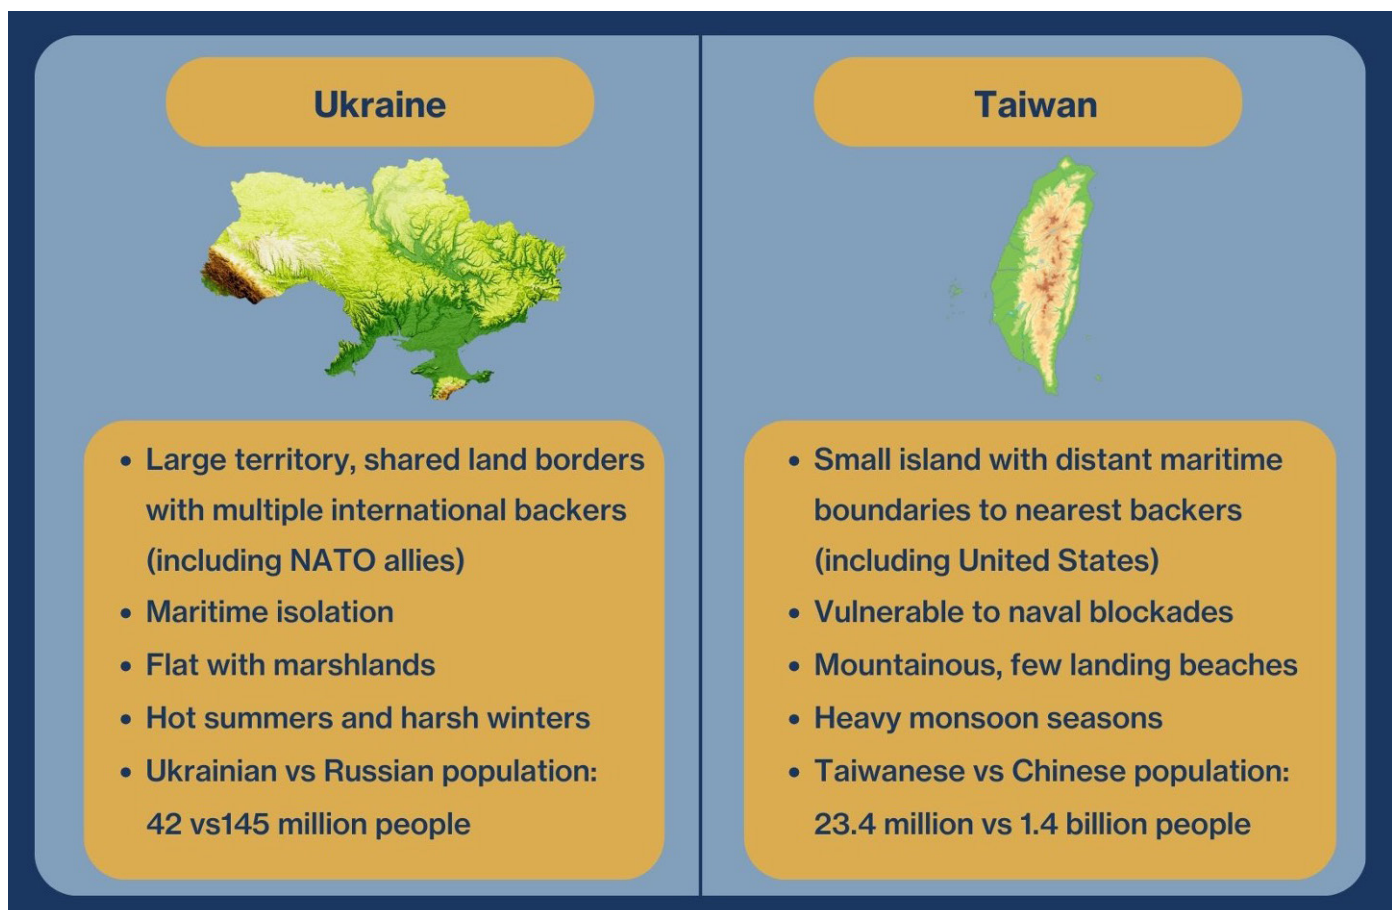 Ukraine
• Large territory, shared land borders
with multiple international backers
(including NATO allies)
• Maritime isolation
• Flat with marshlands
• Hot summers and harsh winters
• Ukrainian vs Russian population:
42 vs145 million people
Taiwan
• Small island with distant maritime
boundaries to nearest backers
(including United States)
• Vulnerable to naval blockades
• Mountainous, few landing beaches
• Heavy monsoon seasons
• Taiwanese vs Chinese population:
23.4 million vs 1.4 billion people